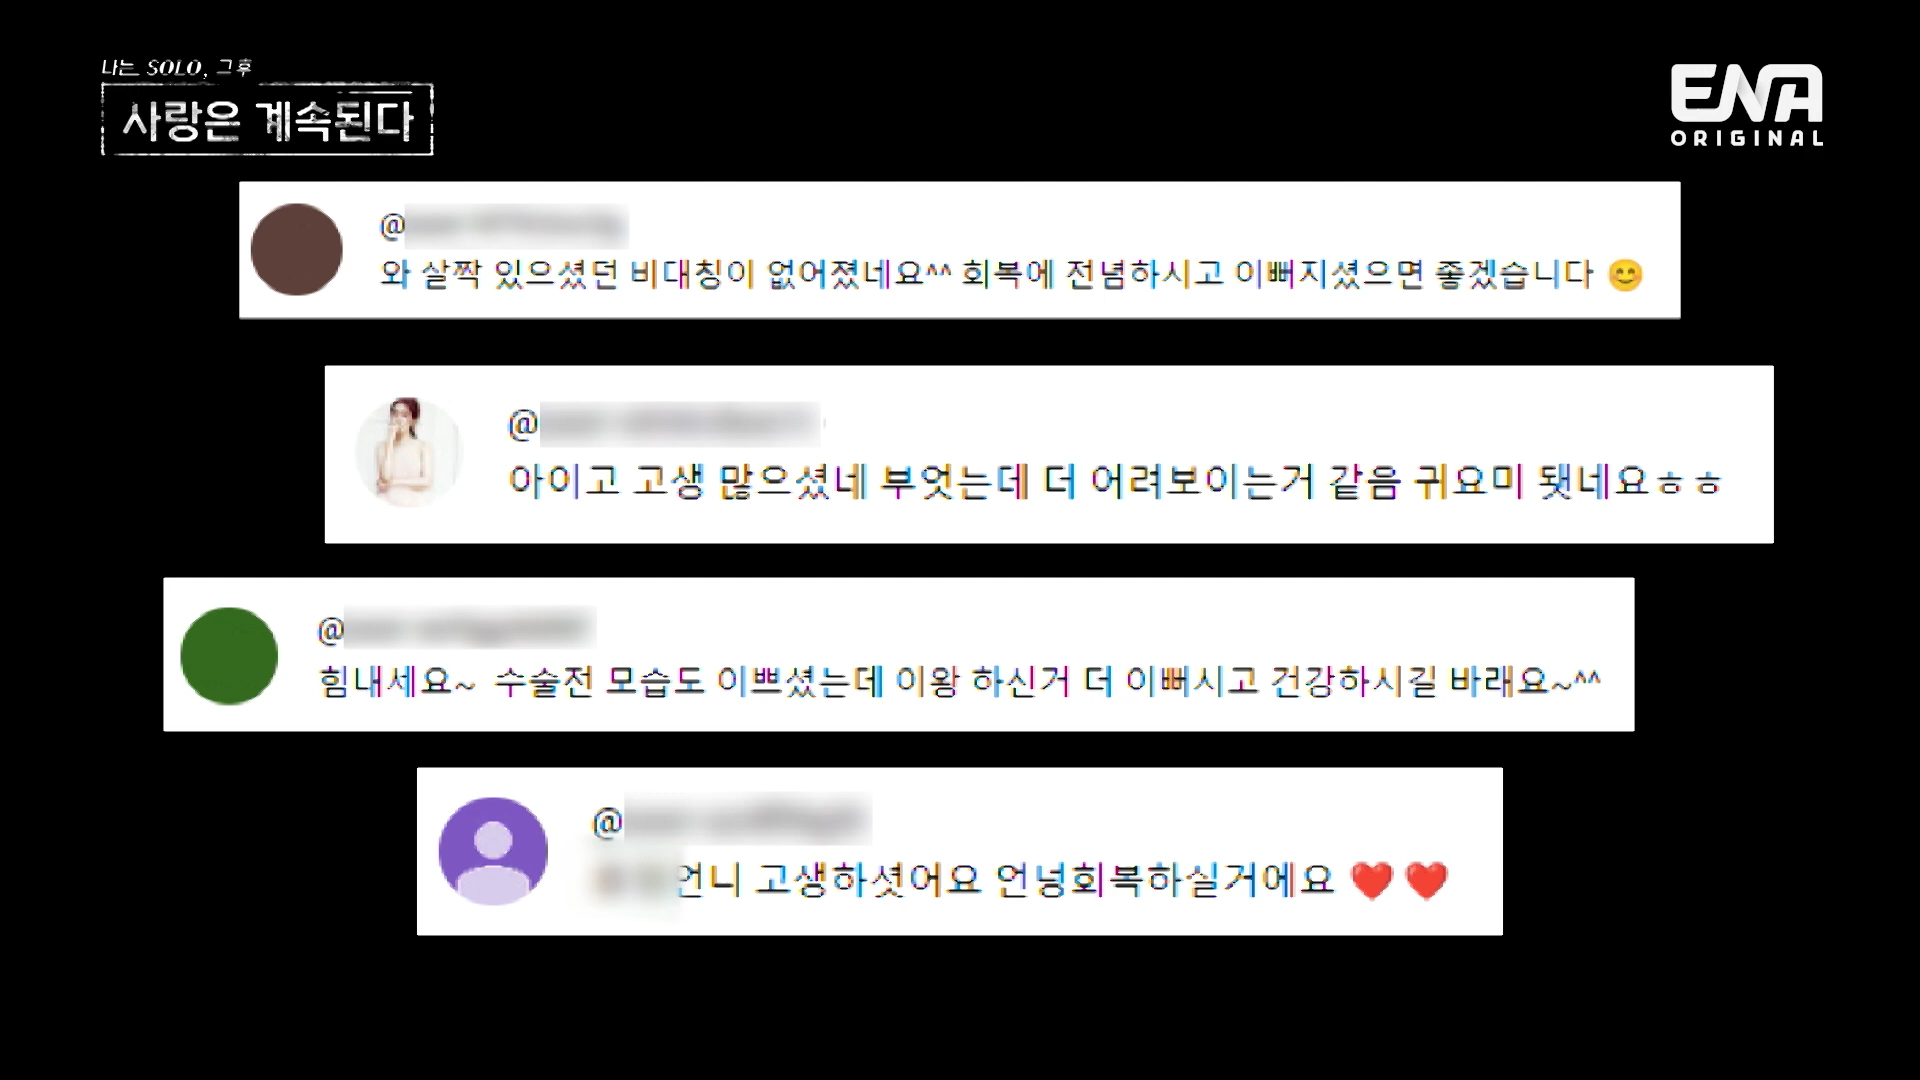 나는 SOLO, 그후
사랑은 계속된다
ENA
ORIGINAL
@
와 살짝 있으셨던 비대칭이 없어졌네요^^ 회복에 전념하시고 이뻐지셨으면 좋겠습니다 😊
@
아이고 고생 많으셨네 부엇는데 더 어려보이는거 같음 귀요미 됏네요ㅎㅎ
@
힘내세요~ 수술전 모습도 이쁘셨는데 이왕 하신거 더 이뻐시고 건강하시길 바래요~^^
@
언니 고생하셧어요 언넝회복하실거에요 ❤️❤️